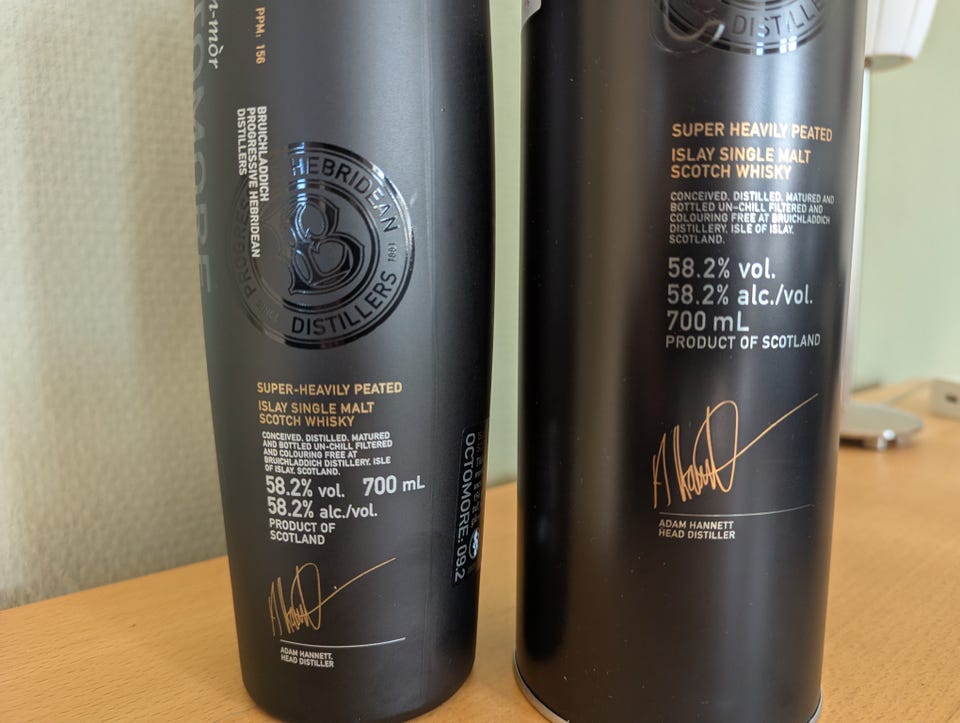 n-mòr
TOMORE
PPM: 156
BRUICHLADDICH
PROGRESSIVE HEBRIDEAN
DISTILLERS
HEBRIDEAN
DISTILLERS
SINCE
1881
SUPER-HEAVILY PEATED
ISLAY SINGLE MALT
SCOTCH WHISKY
CONCEIVED, DISTILLED, MATURED
AND BOTTLED UN-CHILL FILTERED
AND COLOURING FREE AT
BRUICHLADDICH DISTILLERY, ISLE
OF ISLAY, SCOTLAND.
58.2% vol. 700 mL
58.2% alc./vol.
PRODUCT OF
SCOTLAND
ADAM HANNETT.
HEAD DISTILLER
OCTOMORE: 09.2
DISTILLERS
SUPER HEAVILY PEATED
ISLAY SINGLE MALT
SCOTCH WHISKY
CONCEIVED, DISTILLED, MATURED AND
BOTTLED UN-CHILL FILTERED AND
COLOURING FREE AT BRUICHLADDICH
DISTILLERY, ISLE OF ISLAY,
SCOTLAND.
58.2% vol.
58.2% alc./vol.
700 mL
PRODUCT OF SCOTLAND
ADAM HANNETT
HEAD DISTILLER